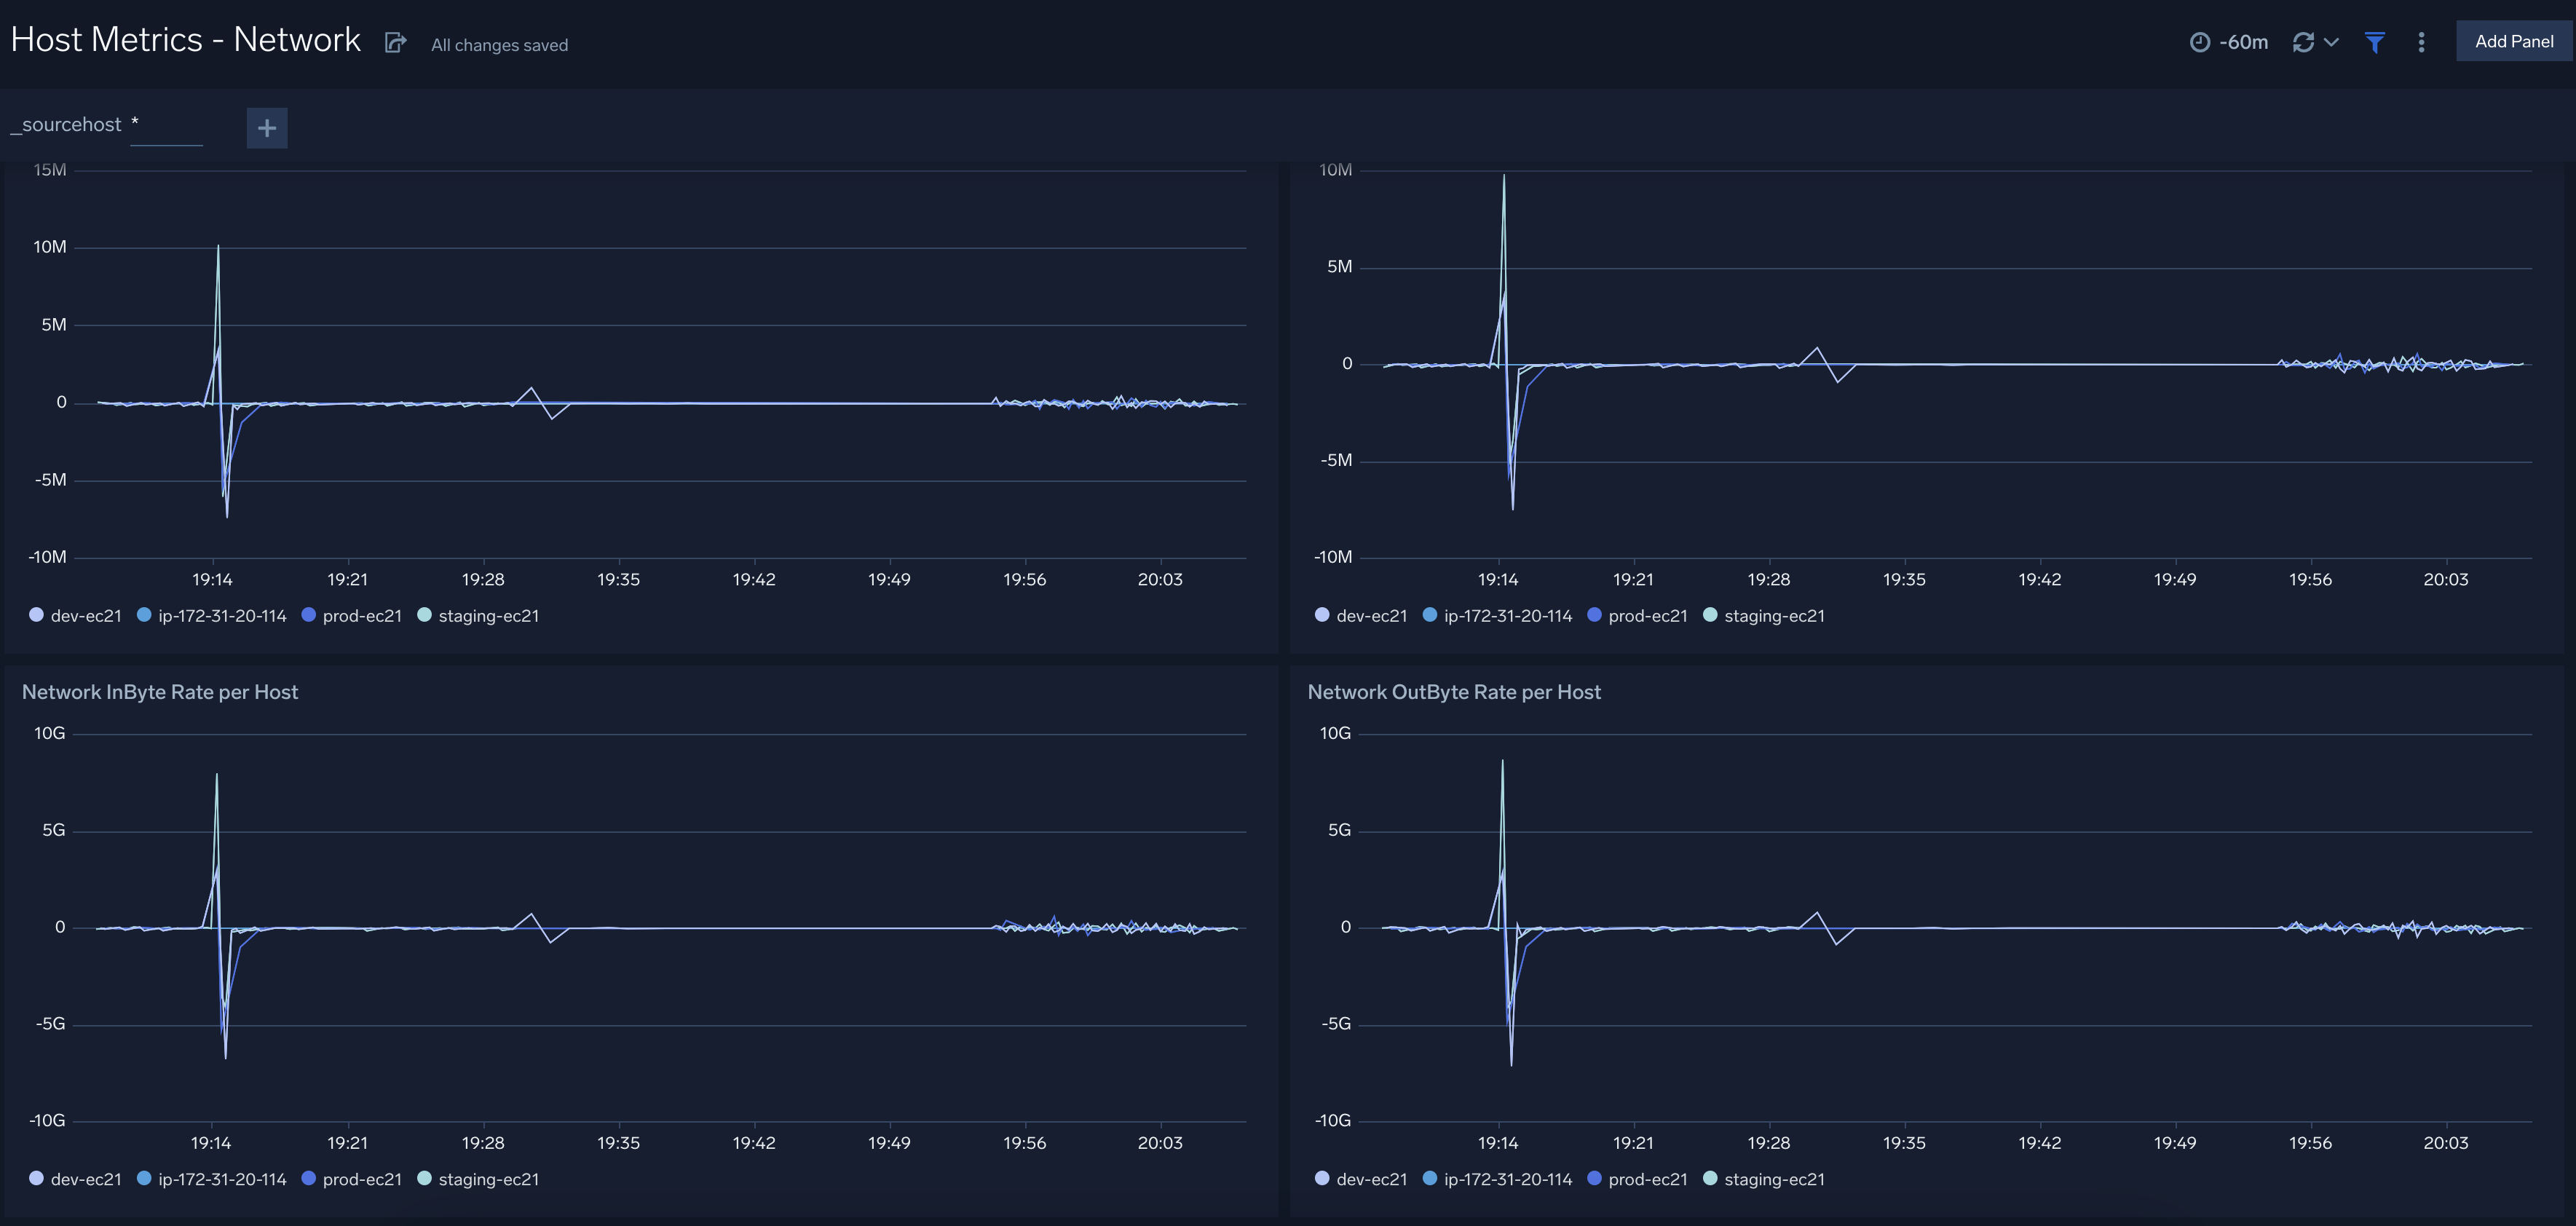 Host Metrics - Network All changes saved -60m Add Panel
_sourcehost *
15M
10M
5M
0
-5M
-10M
19:14 19:21 19:28 19:35 19:42 19:49 19:56 20:03
dev-ec21 ip-172-31-20-114 prod-ec21 staging-ec21
10M
5M
0
-5M
-10M
19:14 19:21 19:28 19:35 19:42 19:49 19:56 20:03
dev-ec21 ip-172-31-20-114 prod-ec21 staging-ec21
Network InByte Rate per Host
10G
5G
0
-5G
-10G
19:14 19:21 19:28 19:35 19:42 19:49 19:56 20:03
dev-ec21 ip-172-31-20-114 prod-ec21 staging-ec21
Network OutByte Rate per Host
10G
5G
0
-5G
-10G
19:14 19:21 19:28 19:35 19:42 19:49 19:56 20:03
dev-ec21 ip-172-31-20-114 prod-ec21 staging-ec21